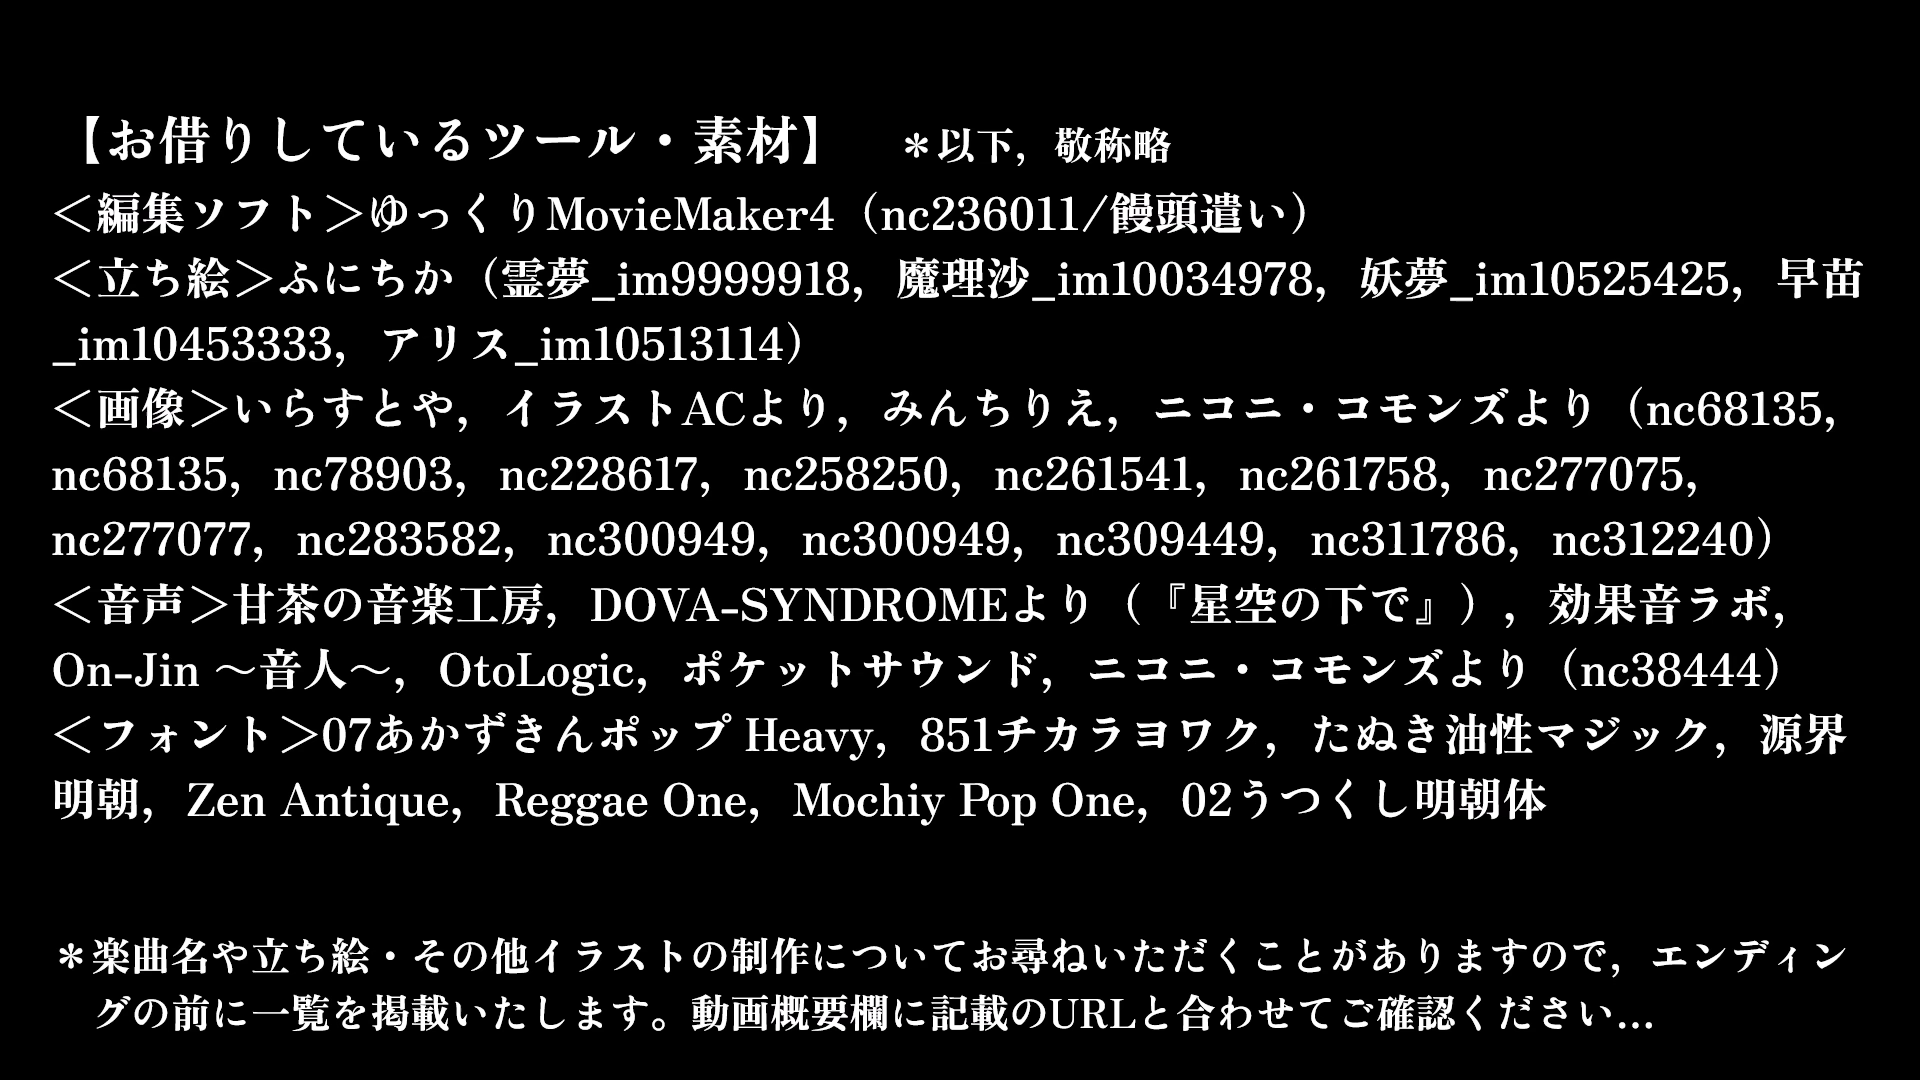 【お借りしているツール・素材】　＊以下，敬称略
＜編集ソフト＞ゆっくりMovieMaker4（nc236011/饅頭遣い）
＜立ち絵＞ふにちか（霊夢_im9999918，魔理沙_im10034978，妖夢_im10525425，早苗
_im10453333，アリス_im10513114）
＜画像＞いらすとや，イラストACより，みんちりえ，ニコニ・コモンズより（nc68135，
nc68135，nc78903，nc228617，nc258250，nc261541，nc261758，nc277075，
nc277077，nc283582，nc300949，nc300949，nc309449，nc311786，nc312240）
＜音声＞甘茶の音楽工房，DOVA-SYNDROMEより（『星空の下で』），効果音ラボ，
On-Jin ～音人～，OtoLogic，ポケットサウンド，ニコニ・コモンズより（nc38444）
＜フォント＞07あかずきんポップ Heavy，851チカラヨワク，たぬき油性マジック，源界
明朝，Zen Antique，Reggae One，Mochiy Pop One，02うつくし明朝体
＊楽曲名や立ち絵・その他イラストの制作についてお尋ねいただくことがありますので，エンディン
グの前に一覧を掲載いたします。動画概要欄に記載のURLと合わせてご確認ください…